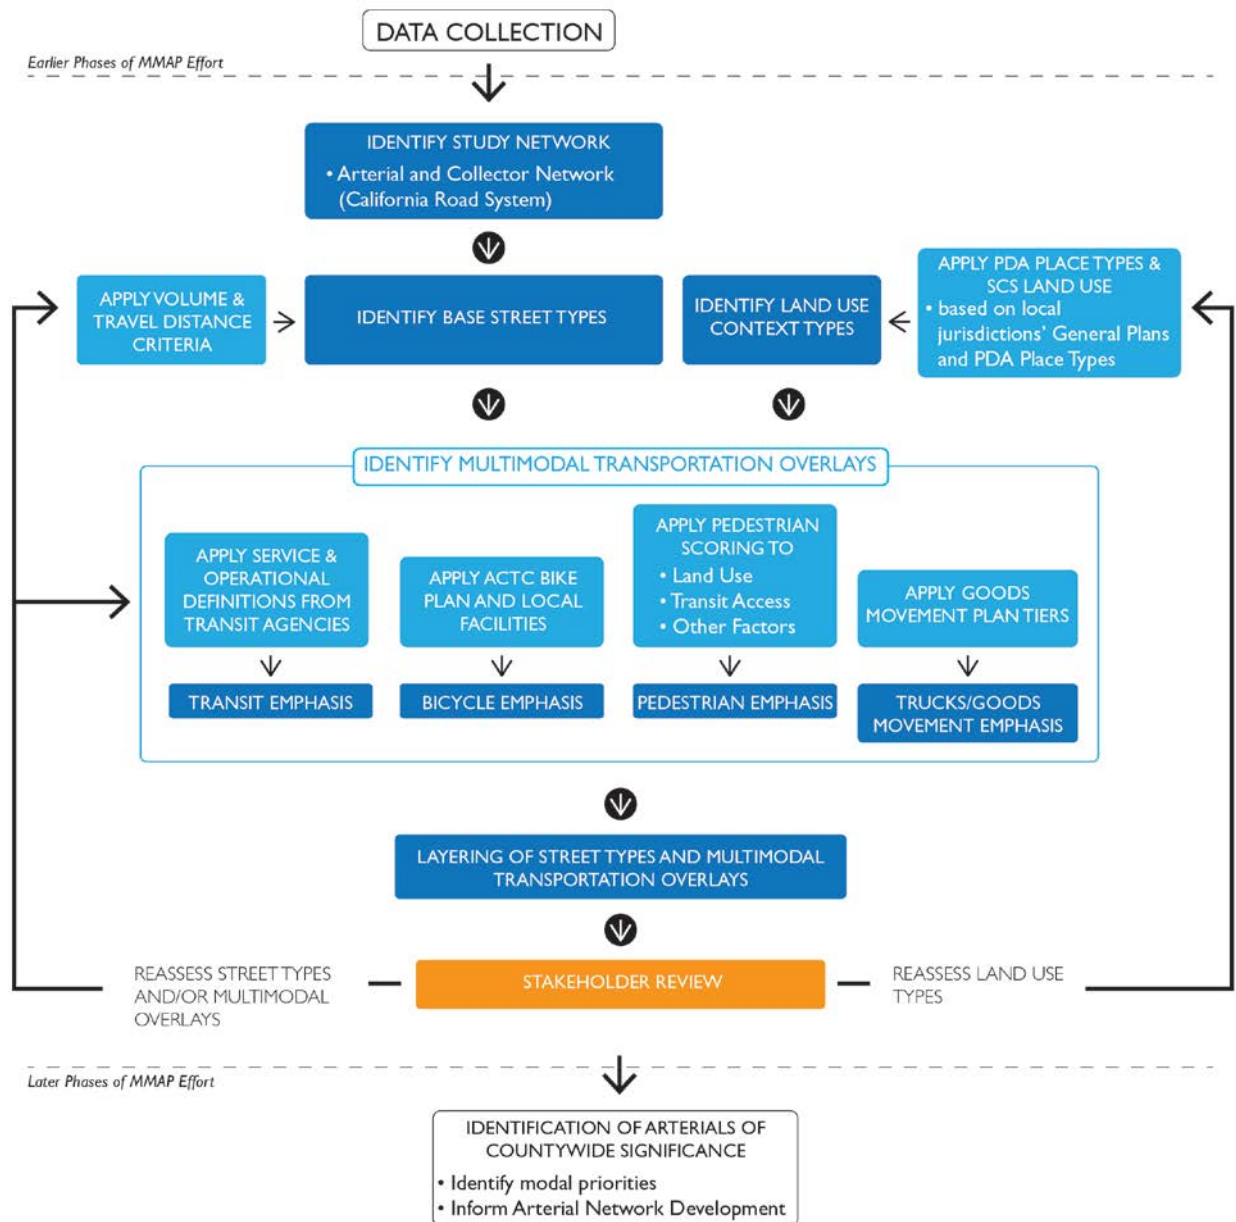 DATA COLLECTION
Earlier Phases of MMAP Effort
IDENTIFY STUDY NETWORK
• Arterial and Collector Network
(California Road System)
APPLY VOLUME &
TRAVEL DISTANCE
CRITERIA
IDENTIFY BASE STREET TYPES
IDENTIFY LAND USE
CONTEXT TYPES
APPLY PDA PLACE TYPES &
SCS LAND USE
• based on local
jurisdictions' General Plans
and PDA Place Types
IDENTIFY MULTIMODAL TRANSPORTATION OVERLAYS
APPLY SERVICE &
OPERATIONAL
DEFINITIONS FROM
TRANSIT AGENCIES
TRANSIT EMPHASIS
APPLY ACTC BIKE
PLAN AND LOCAL
FACILITIES
BICYCLE EMPHASIS
APPLY PEDESTRIAN
SCORING TO
• Land Use
• Transit Access
• Other Factors
PEDESTRIAN EMPHASIS
APPLY GOODS
MOVEMENT PLAN TIERS
TRUCKS/GOODS
MOVEMENT EMPHASIS
LAYERING OF STREET TYPES AND MULTIMODAL
TRANSPORTATION OVERLAYS
REASSESS STREET TYPES
AND/OR MULTIMODAL
OVERLAYS
STAKEHOLDER REVIEW
REASSESS LAND USE
TYPES
Later Phases of MMAP Effort
IDENTIFICATION OF ARTERIALS OF
COUNTYWIDE SIGNIFICANCE
• Identify modal priorities
• Inform Arterial Network Development